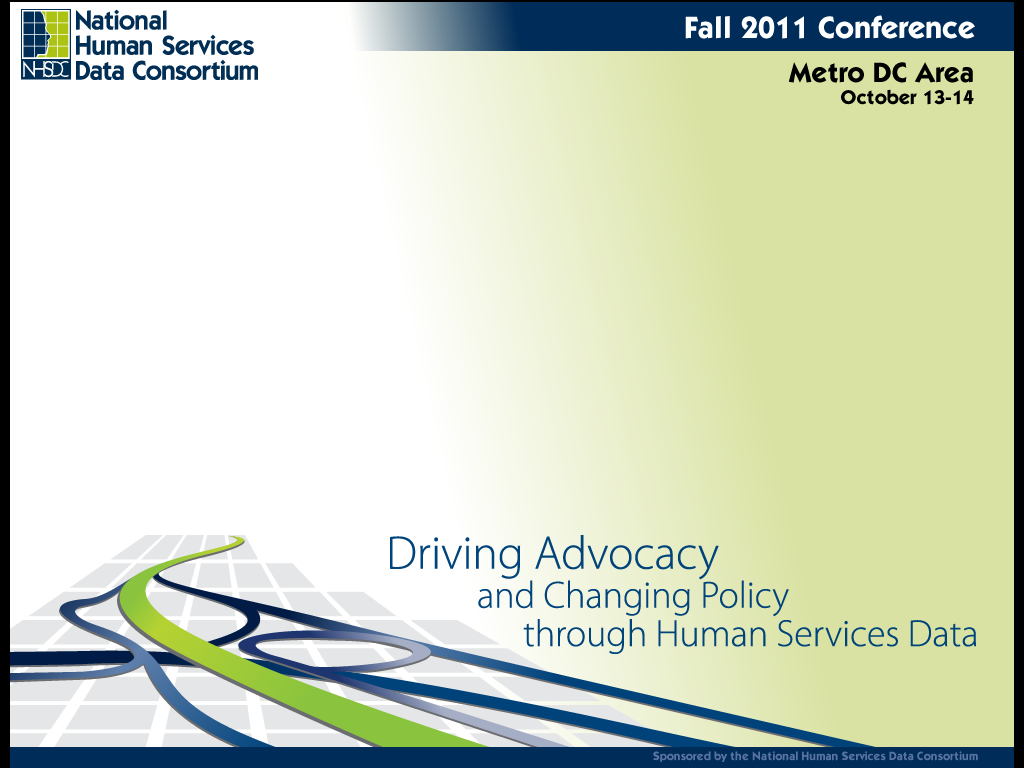 National
Human Services
Data Consortium
NHSDC
Fall 2011 Conference
Metro DC Area
October 13-14
Driving Advocacy
and Changing Policy
through Human Services Data
Sponsored by the National Human Services Data Consortium